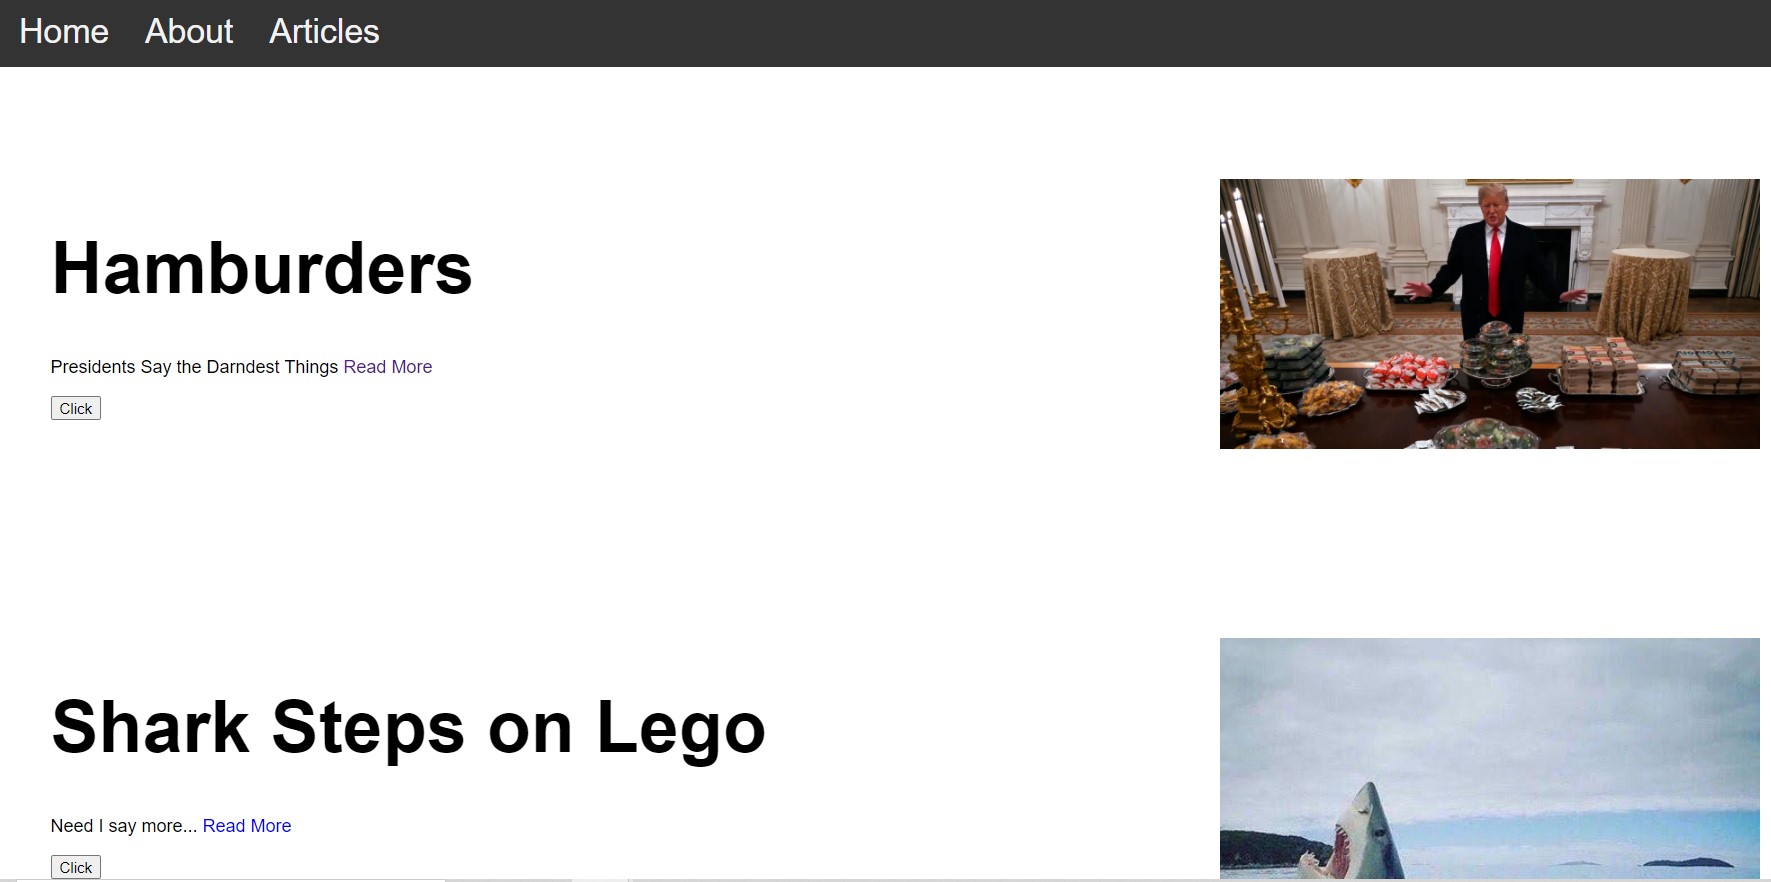 Home About Articles
Hamburders
Presidents Say the Darndest Things Read More
Click
Shark Steps on Lego
Need I say more... Read More
Click